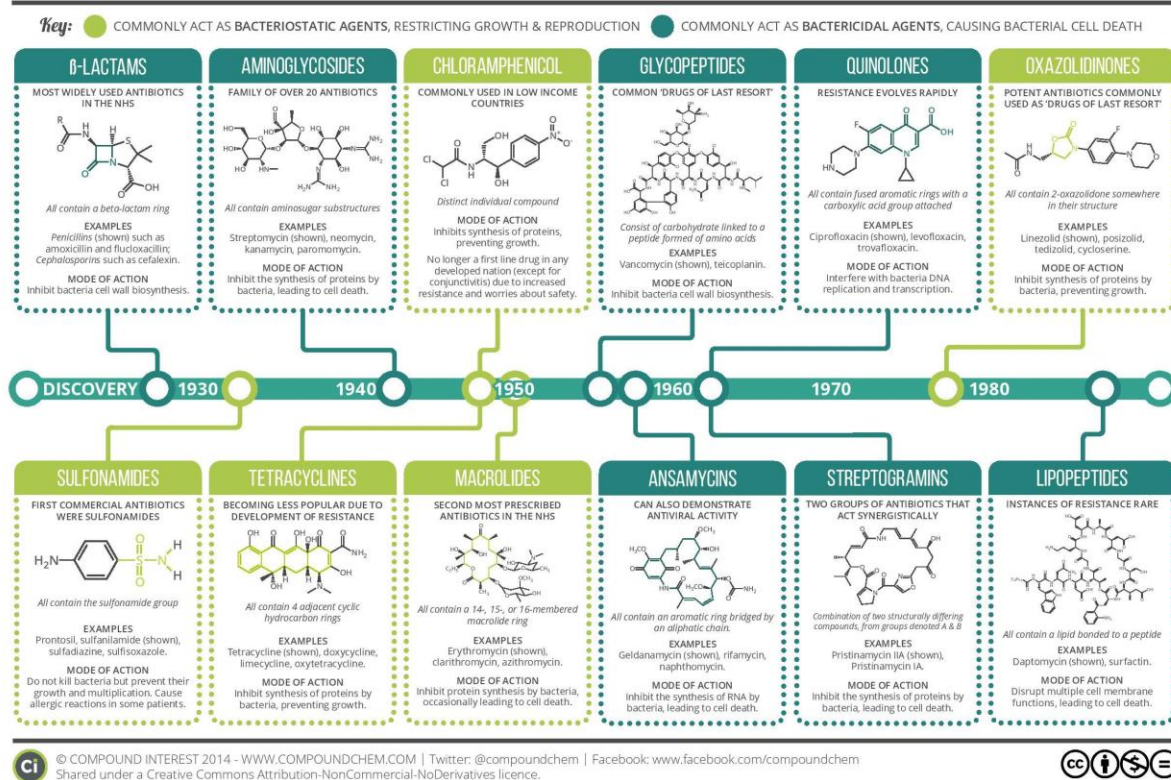 Key: COMMONLY ACT AS BACTERIOSTATIC AGENTS, RESTRICTING GROWTH & REPRODUCTION COMMONLY ACT AS BACTERICIDAL AGENTS, CAUSING BACTERIAL CELL DEATH
ß-LACTAMS
MOST WIDELY USED ANTIBIOTICS
IN THE NHS
All contain a beta-lactam ring
EXAMPLES
Penicillins (shown) such as
amoxicillin and flucloxacillin;
Cephalosporins such as cefalexin.
MODE OF ACTION
Inhibit bacteria cell wall biosynthesis.
AMINOGLYCOSIDES
FAMILY OF OVER 20 ANTIBIOTICS
All contain aminosugar substructures
EXAMPLES
Streptomycin (shown), neomycin,
kanamycin, paromomycin.
MODE OF ACTION
Inhibit the synthesis of proteins by
bacteria, leading to cell death.
CHLORAMPHENICOL
COMMONLY USED IN LOW INCOME
COUNTRIES
Distinct individual compound
MODE OF ACTION
Inhibits synthesis of proteins,
preventing growth.
No longer a first line drug in any
developed nation (except for
conjunctivitis) due to increased
resistance and worries about safety.
GLYCOPEPTIDES
COMMON 'DRUGS OF LAST RESORT'
Consist of carbohydrate linked to a
peptide formed of amino acids
EXAMPLES
Vancomycin (shown), teicoplanin.
MODE OF ACTION
Inhibit bacteria cell wall biosynthesis.
QUINOLONES
RESISTANCE EVOLVES RAPIDLY
All contain fused aromatic rings with a
carboxylic acid group attached
EXAMPLES
Ciprofloxacin (shown), levofloxacin,
trovafloxacin.
MODE OF ACTION
Interfere with bacteria DNA
replication and transcription.
OXAZOLIDINONES
POTENT ANTIBIOTICS COMMONLY
USED AS 'DRUGS OF LAST RESORT'
All contain 2-oxazolidone somewhere
in their structure
EXAMPLES
Linezolid (shown), posizolid,
tedizolid, cycloserine.
MODE OF ACTION
Inhibit synthesis of proteins by
bacteria, preventing growth.
DISCOVERY 1930 1940 1950 1960 1970 1980
SULFONAMIDES
FIRST COMMERCIAL ANTIBIOTICS
WERE SULFONAMIDES
All contain the sulfonamide group
EXAMPLES
Prontosil, sulfanilamide (shown),
sulfadiazine, sulfisoxazole.
MODE OF ACTION
Do not kill bacteria but prevent their
growth and multiplication. Cause
allergic reactions in some patients.
TETRACYCLINES
BECOMING LESS POPULAR DUE TO
DEVELOPMENT OF RESISTANCE
All contain 4 adjacent cyclic
hydrocarbon rings
EXAMPLES
Tetracycline (shown), doxycycline,
limecycline, oxytetracycline.
MODE OF ACTION
Inhibit synthesis of proteins by
bacteria, preventing growth.
MACROLIDES
SECOND MOST PRESCRIBED
ANTIBIOTICS IN THE NHS
All contain a 14-, 15-, or 16-membered
macrolide ring
EXAMPLES
Erythromycin (shown),
clarithromycin, azithromycin.
MODE OF ACTION
Inhibit protein synthesis by bacteria,
occasionally leading to cell death.
ANSAMYCINS
CAN ALSO DEMONSTRATE
ANTIVIRAL ACTIVITY
All contain an aromatic ring bridged by
an aliphatic chain.
EXAMPLES
Geldanamycin (shown), rifamycin,
naphthomycin.
MODE OF ACTION
Inhibit the synthesis of RNA by
bacteria, leading to cell death.
STREPTOGRAMINS
TWO GROUPS OF ANTIBIOTICS THAT
ACT SYNERGISTICALLY
Combination of two structurally differing
compounds, from groups denoted A & B
EXAMPLES
Pristinamycin IIA (shown),
Pristinamycin IA.
MODE OF ACTION
Inhibit the synthesis of proteins by
bacteria, leading to cell death.
LIPOPEPTIDES
INSTANCES OF RESISTANCE RARE
All contain a lipid bonded to a peptide
EXAMPLES
Daptomycin (shown), surfactin.
MODE OF ACTION
Disrupt multiple cell membrane
functions, leading to cell death.
Ci © COMPOUND INTEREST 2014 - WWW.COMPOUNDCHEM.COM | Twitter: @compoundchem | Facebook: www.facebook.com/compoundchem
Shared under a Creative Commons Attribution-NonCommercial-NoDerivatives licence.